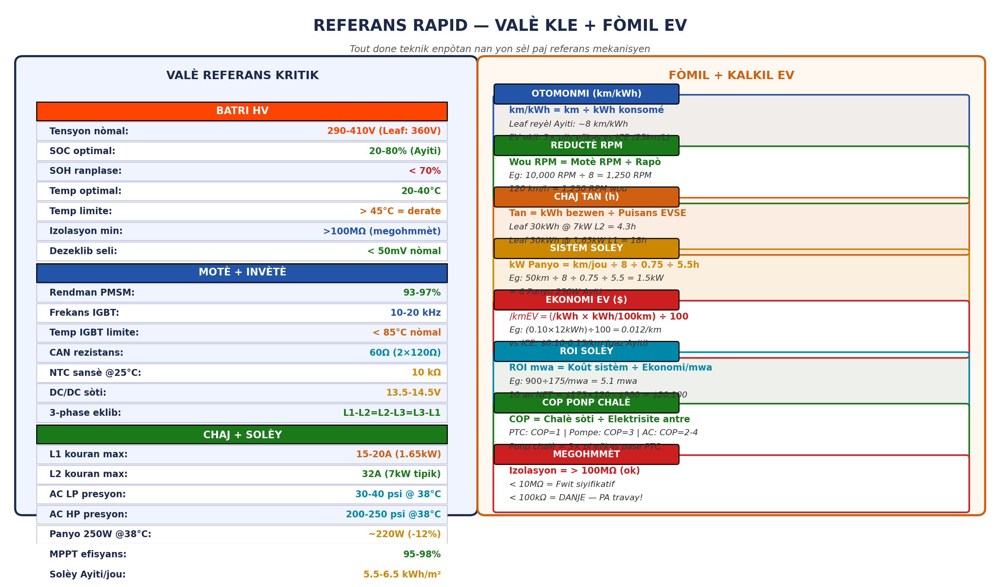 REFERANS RAPID — VALÈ KLE + FÒMIL EV
Tout done teknik enpòtan nan yon sèl paj referans mekanisyen
VALÈ REFERANS KRITIK
BATRI HV
Tensyon nòmal: 290-410V (Leaf: 360V)
SOC optimal: 20-80% (Ayiti)
SOH ranplase: < 70%
Temp optimal: 20-40°C
Temp limite: > 45°C = derate
Izolasyon min: >100MΩ (megohmmèt)
Dezeklib seli: < 50mV nòmal
MOTÈ + INVÈTÈ
Rendman PMSM: 93-97%
Frekans IGBT: 10-20 kHz
Temp IGBT limite: < 85°C nòmal
CAN rezistans: 60Ω (2×120Ω)
NTC sansè @25°C: 10 kΩ
DC/DC sòti: 13.5-14.5V
3-phase eklib: L1-L2=L2-L3=L3-L1
CHAJ + SOLÈY
L1 kouran max: 15-20A (1.65kW)
L2 kouran max: 32A (7kW tipik)
AC LP presyon: 30-40 psi @ 38°C
AC HP presyon: 200-250 psi @38°C
Panyo 250W @38°C: ~220W (-12%)
MPPT efisyans: 95-98%
Solèy Ayiti/jou: 5.5-6.5 kWh/m²
FÒMIL + KALKIL EV
OTOMONMI (km/kWh)
km/kWh = km ÷ kWh konsomé
Leaf reyèl Ayiti: ~8 km/kWh
EV ekil: 3× plis efikas vs ICE (25km/L)
REDUCTÈ RPM
Wou RPM = Motè RPM ÷ Rapò
Eg: 10,000 RPM ÷ 8 = 1,250 RPM
120 km/h = 1,250 RPM wou
CHAJ TAN (h)
Tan = kWh bezwen ÷ Puisans EVSE
Leaf 30kWh @ 7kW L2 = 4.3h
Leaf 30kWh @ 1.65kW L1 = 18h
SISTÈM SOLÈY
kW Panyo = km/jou ÷ 8 ÷ 0.75 ÷ 5.5h
Eg: 50km ÷ 8 ÷ 0.75 ÷ 5.5 = 1.5kW
= 6 Panyo 250W Ayiti
EKONOMI EV ($)
/kmEV = (/kWh × kWh/100km) ÷ 100
Eg: (0.10×12kWh)÷100 = 0.012/km
vs ICE: $0.10-0.15/km (gaz Ayiti)
ROI SOLÈY
ROI mwa = Koût sistèm ÷ Ekonomi/mwa
Eg: 900÷175/mwa = 5.1 mwa
10 an NET = $175×120 - $900 = $20,100
COP PONP CHALÈ
COP = Chalè sòti ÷ Elektrisite antre
PTC: COP=1 | Pompe: COP=3 | AC: COP=2-4
Ponp chalè = 3× pi efikas pase PTC
MEGOHMMÈT
Izolasyon = > 100MΩ (ok)
< 10MΩ = Fwit siyifikatif
< 100kΩ = DANJE — PA travay!